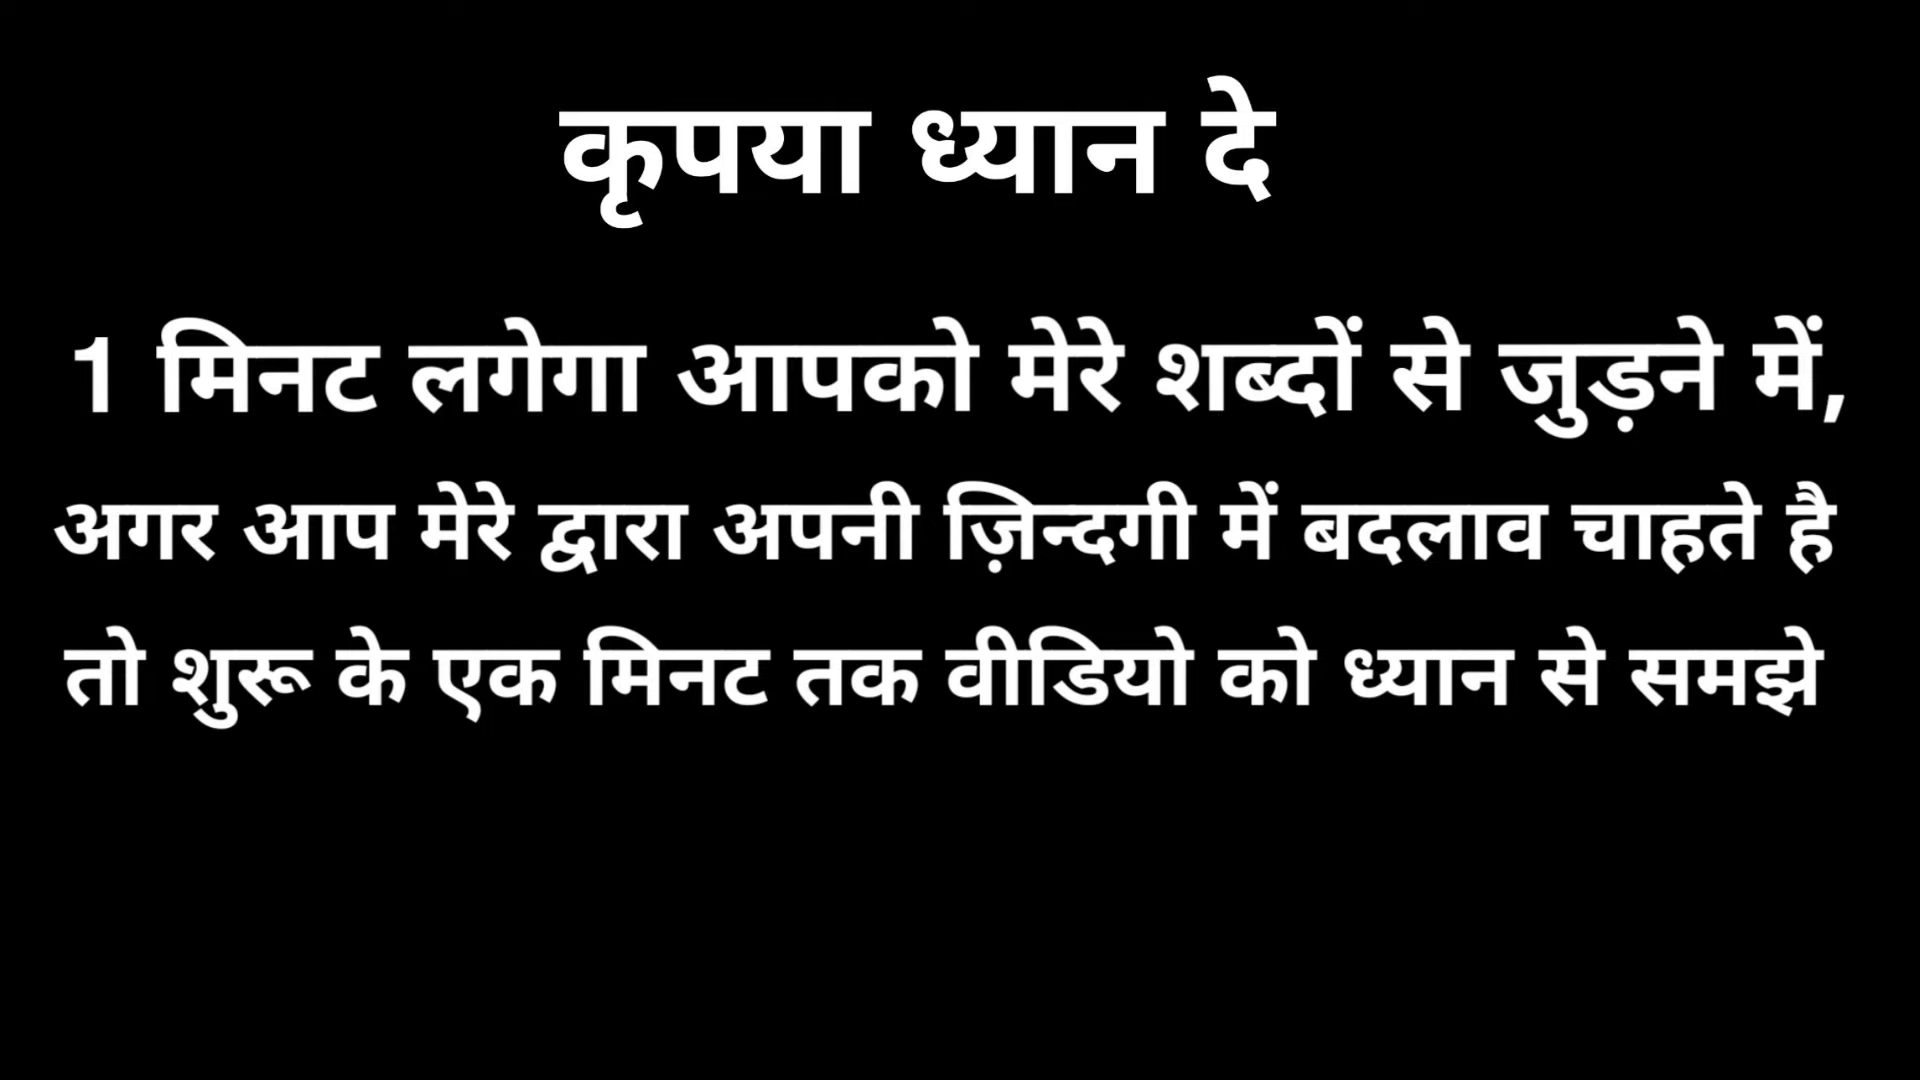 कृपया ध्यान दे
1 मिनट लगेगा आपको मेरे शब्दों से जुड़ने में,
अगर आप मेरे द्वारा अपनी ज़िन्दगी में बदलाव चाहते है
तो शुरू के एक मिनट तक वीडियो को ध्यान से समझे